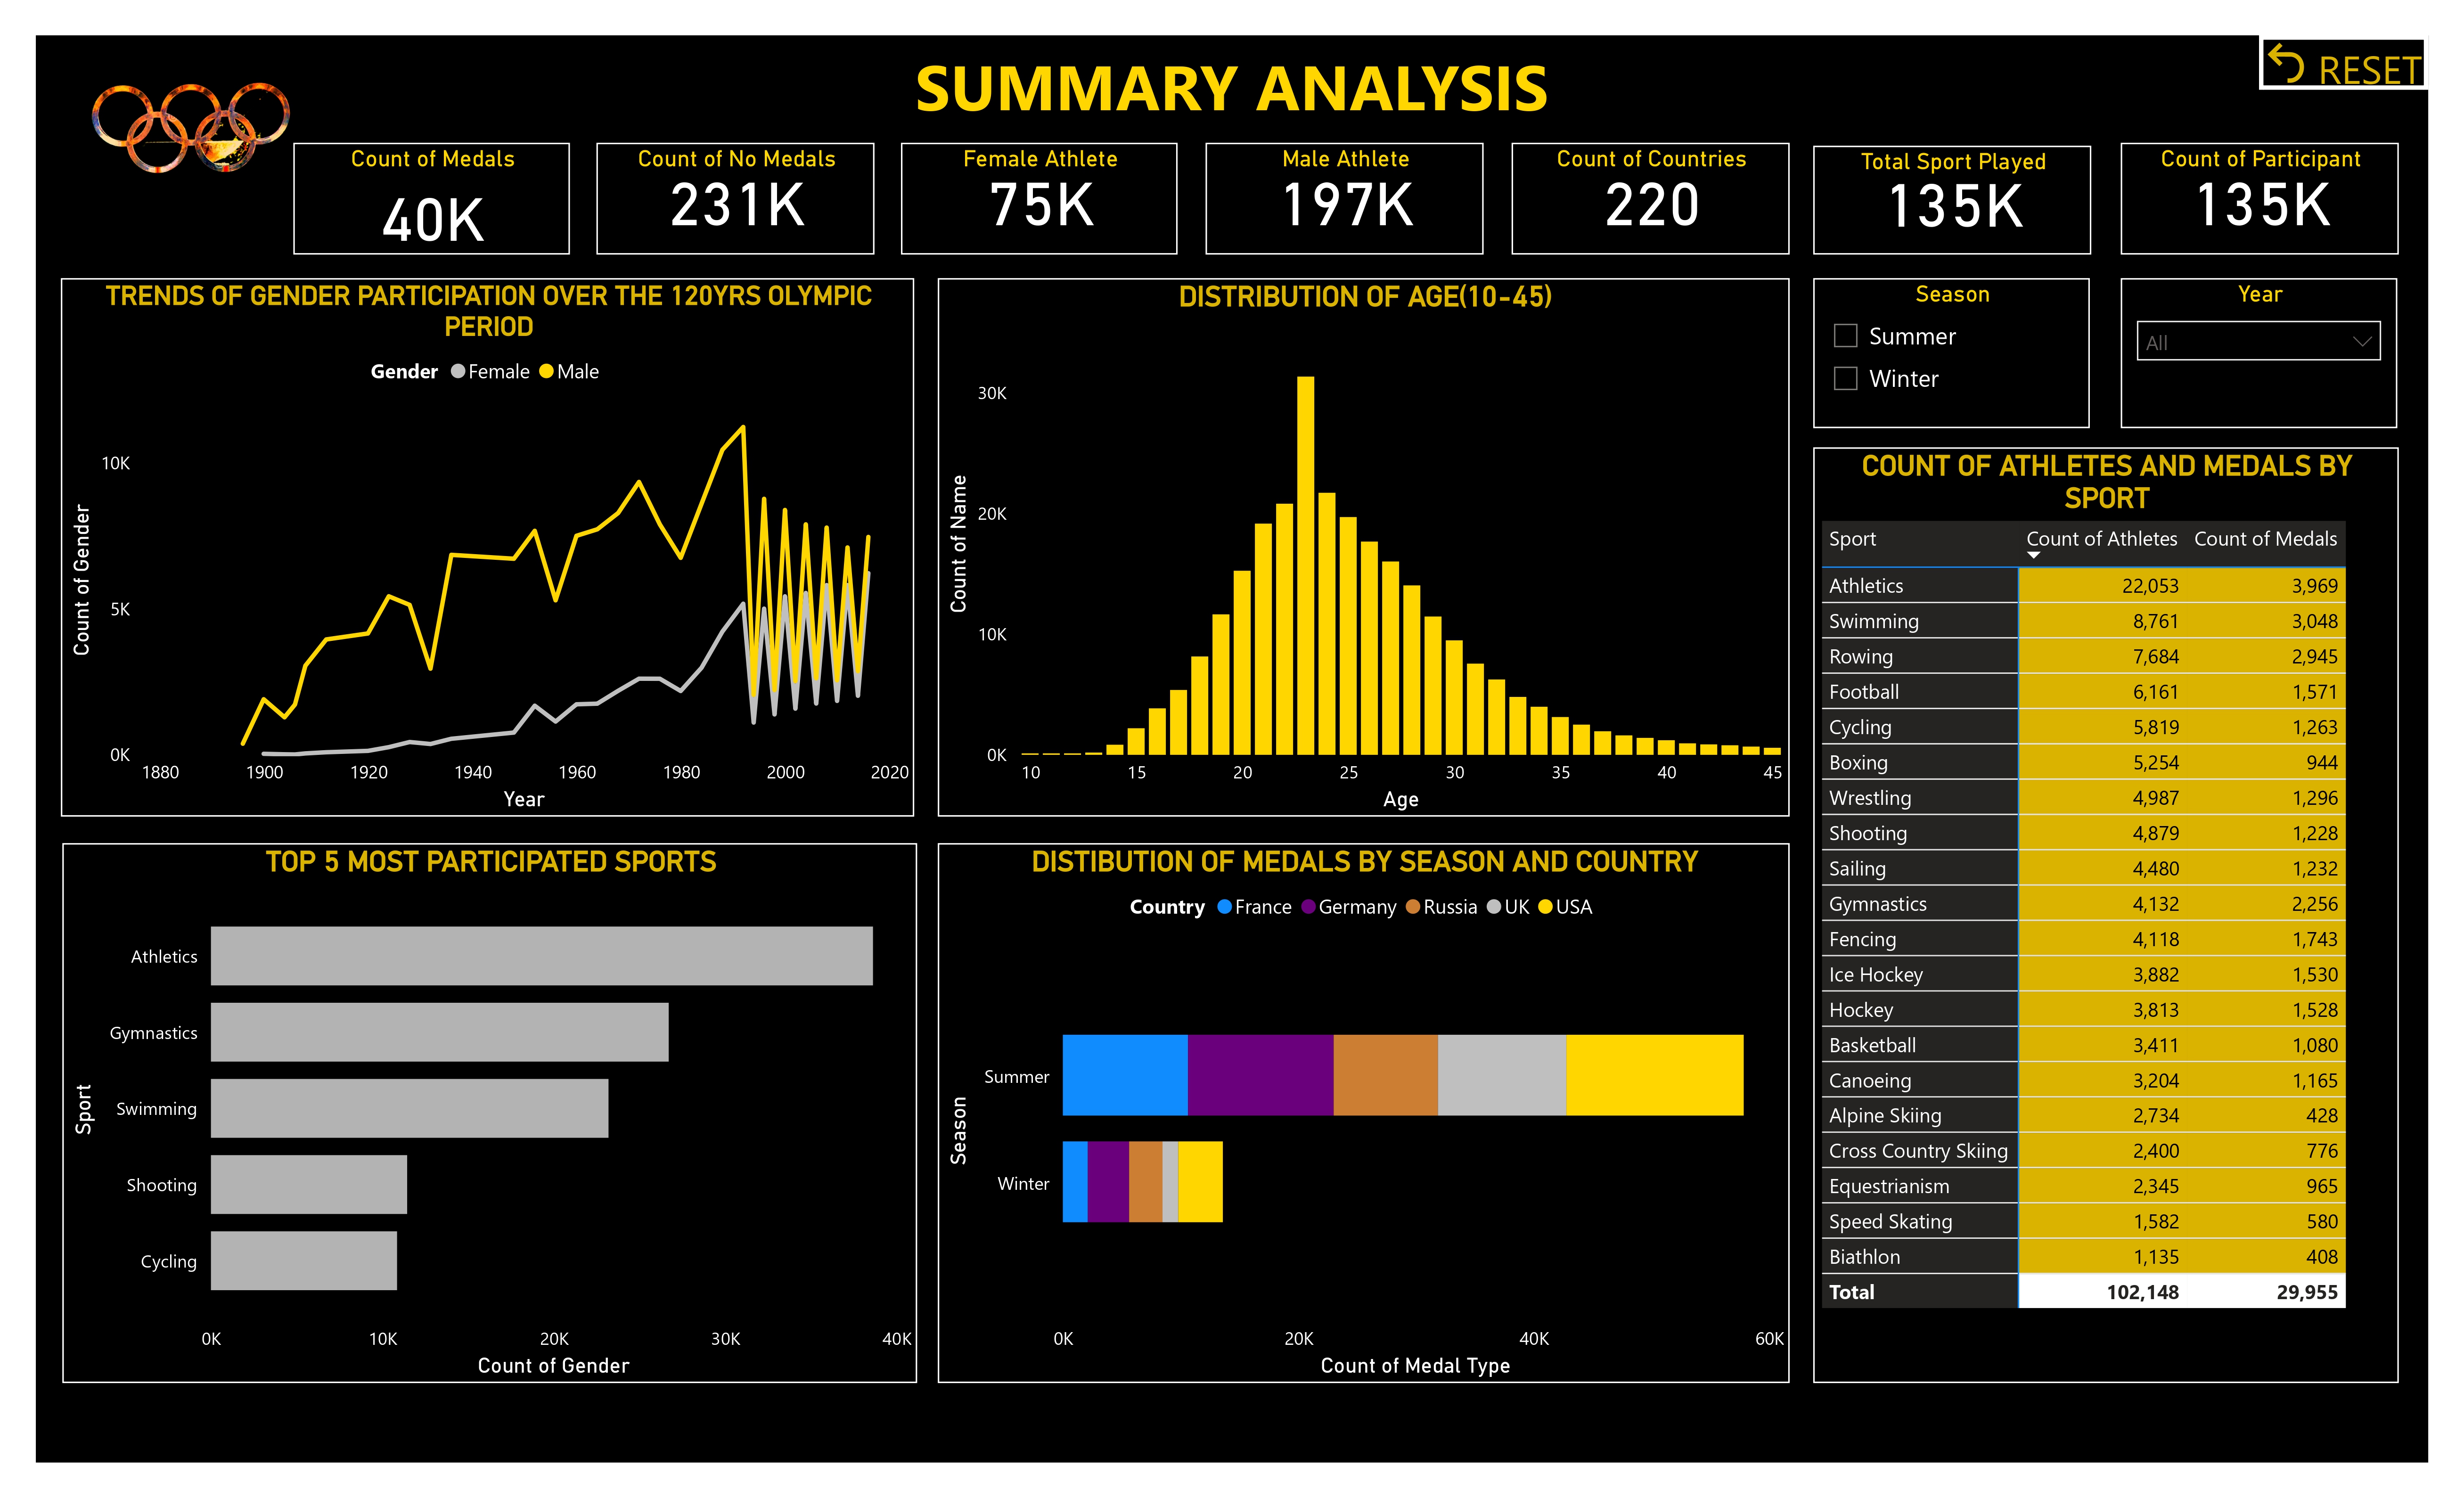 SUMMARY ANALYSIS
RESET
Count of Medals
40K
Count of No Medals
231K
Female Athlete
75K
Male Athlete
197K
Count of Countries
220
Total Sport Played
135K
Count of Participant
135K
TRENDS OF GENDER PARTICIPATION OVER THE 120YRS OLYMPIC
PERIOD
Gender Female Male
Count of Gender
10K
5K
0K
1880 1900 1920 1940 1960 1980 2000 2020
Year
DISTRIBUTION OF AGE(10-45)
Count of Name
30K
20K
10K
0K
10 15 20 25 30 35 40 45
Age
Season
Summer
Winter
Year
All
TOP 5 MOST PARTICIPATED SPORTS
Sport
Athletics
Gymnastics
Swimming
Shooting
Cycling
0K 10K 20K 30K 40K
Count of Gender
DISTIBUTION OF MEDALS BY SEASON AND COUNTRY
Country France Germany Russia UK USA
Season
Summer
Winter
0K 20K 40K 60K
Count of Medal Type
COUNT OF ATHLETES AND MEDALS BY
SPORT
Sport Count of Athletes Count of Medals
Athletics 22,053 3,969
Swimming 8,761 3,048
Rowing 7,684 2,945
Football 6,161 1,571
Cycling 5,819 1,263
Boxing 5,254 944
Wrestling 4,987 1,296
Shooting 4,879 1,228
Sailing 4,480 1,232
Gymnastics 4,132 2,256
Fencing 4,118 1,743
Ice Hockey 3,882 1,530
Hockey 3,813 1,528
Basketball 3,411 1,080
Canoeing 3,204 1,165
Alpine Skiing 2,734 428
Cross Country Skiing 2,400 776
Equestrianism 2,345 965
Speed Skating 1,582 580
Biathlon 1,135 408
Total 102,148 29,955